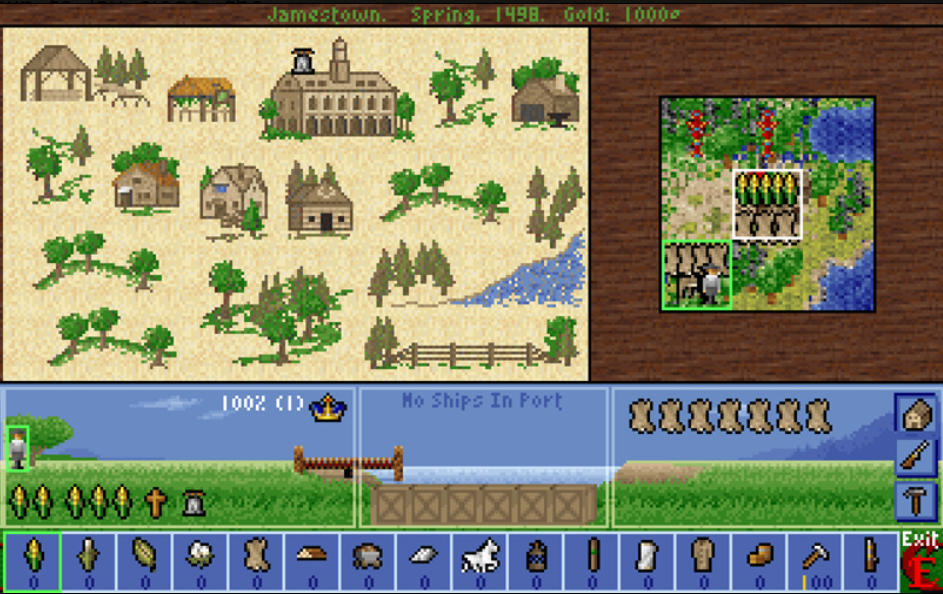 Jamestown. Spring, 1498. Gold: 1000
100% (1)
No Ships In Port
Exit
E
0 0 0 0 0 0 0 0 0 0 0 0 0 0 100 0